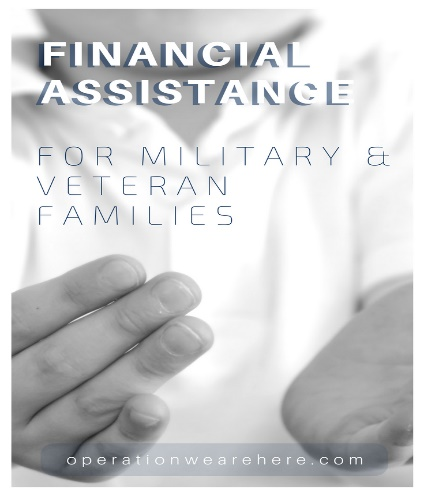 FINANCIAL
ASSISTANCE
FOR MILITARY &
VETERAN
FAMILIES
operationwearehere.com